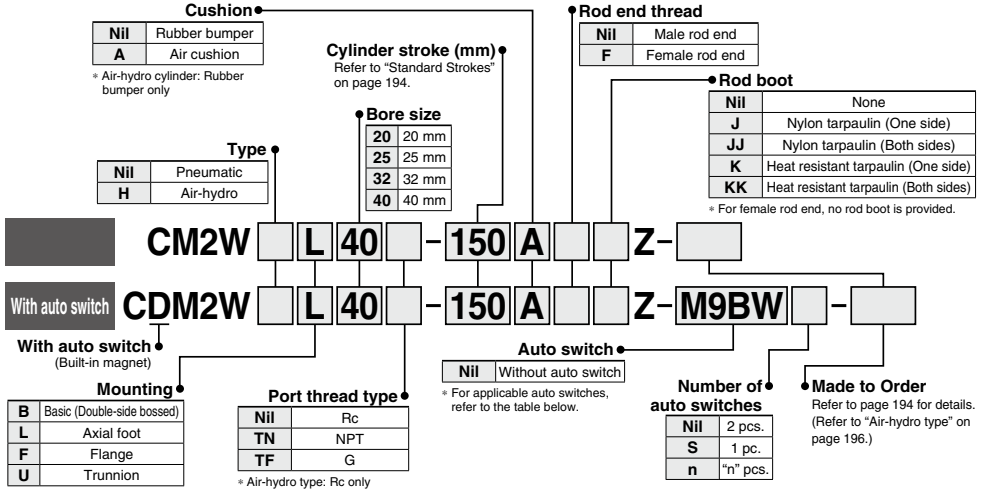 Cushion
Nil Rubber bumper
A Air cushion
* Air-hydro cylinder: Rubber
bumper only
Cylinder stroke (mm)
Refer to “Standard Strokes”
on page 194.
Rod end thread
Nil Male rod end
F Female rod end
Rod boot
Nil None
J Nylon tarpaulin (One side)
JJ Nylon tarpaulin (Both sides)
K Heat resistant tarpaulin (One side)
KK Heat resistant tarpaulin (Both sides)
* For female rod end, no rod boot is provided.
Bore size
20 20 mm
25 25 mm
32 32 mm
40 40 mm
Type
Nil Pneumatic
H Air-hydro
CM2W L 40 – 150 A Z–
With auto switch CDM2W L 40 – 150 A Z– M9BW –
With auto switch
(Built-in magnet)
Mounting
B Basic (Double-side bossed)
L Axial foot
F Flange
U Trunnion
Port thread type
Nil Rc
TN NPT
TF G
* Air-hydro type: Rc only
Auto switch
Nil Without auto switch
* For applicable auto switches,
refer to the table below.
Number of
auto switches
Nil 2 pcs.
S 1 pc.
n “n” pcs.
Made to Order
Refer to page 194 for details.
(Refer to “Air-hydro type” on
page 196.)